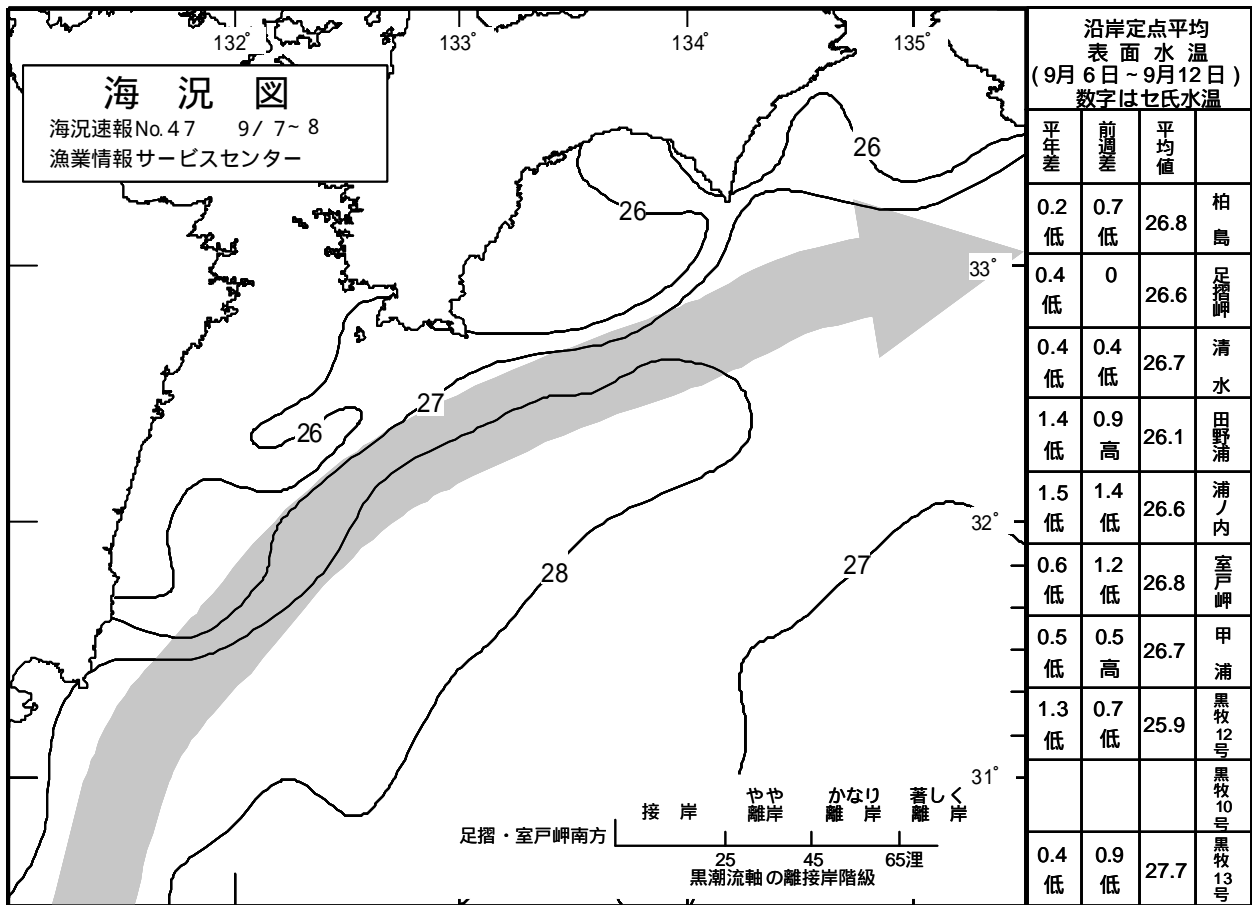 132°
133°
134°
135°
海 況 図
海況速報No.47 9/7~8
漁業情報サービスセンター
26
26
33°
27
26
32°
28
27
31°
接 岸
やや
離岸
かなり
離 岸
著しく
離 岸
足摺・室戸岬南方
25
45
65浬
黒潮流軸の離接岸階級
沿岸定点平均
表 面 水 温
(9月6日~9月12日)
数字はセ氏水温
平年差 前週差 平均値
0.2低 0.7低 26.8 柏島
0.4低 0 26.6 足摺岬
0.4低 0.4低 26.7 清水
1.4低 0.9高 26.1 田野浦
1.5低 1.4低 26.6 浦ノ内
0.6低 1.2低 26.8 室戸岬
0.5低 0.5高 26.7 甲浦
1.3低 0.7低 25.9 黒牧12号
黒牧10号
0.4低 0.9低 27.7 黒牧13号